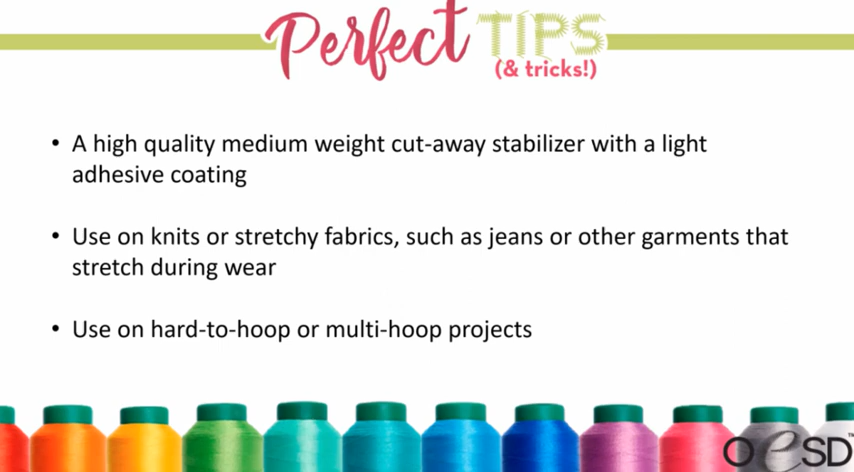 Perfect TIPS
(& tricks!)
• A high quality medium weight cut-away stabilizer with a light
adhesive coating
• Use on knits or stretchy fabrics, such as jeans or other garments that
stretch during wear
• Use on hard-to-hoop or multi-hoop projects
OeSD™